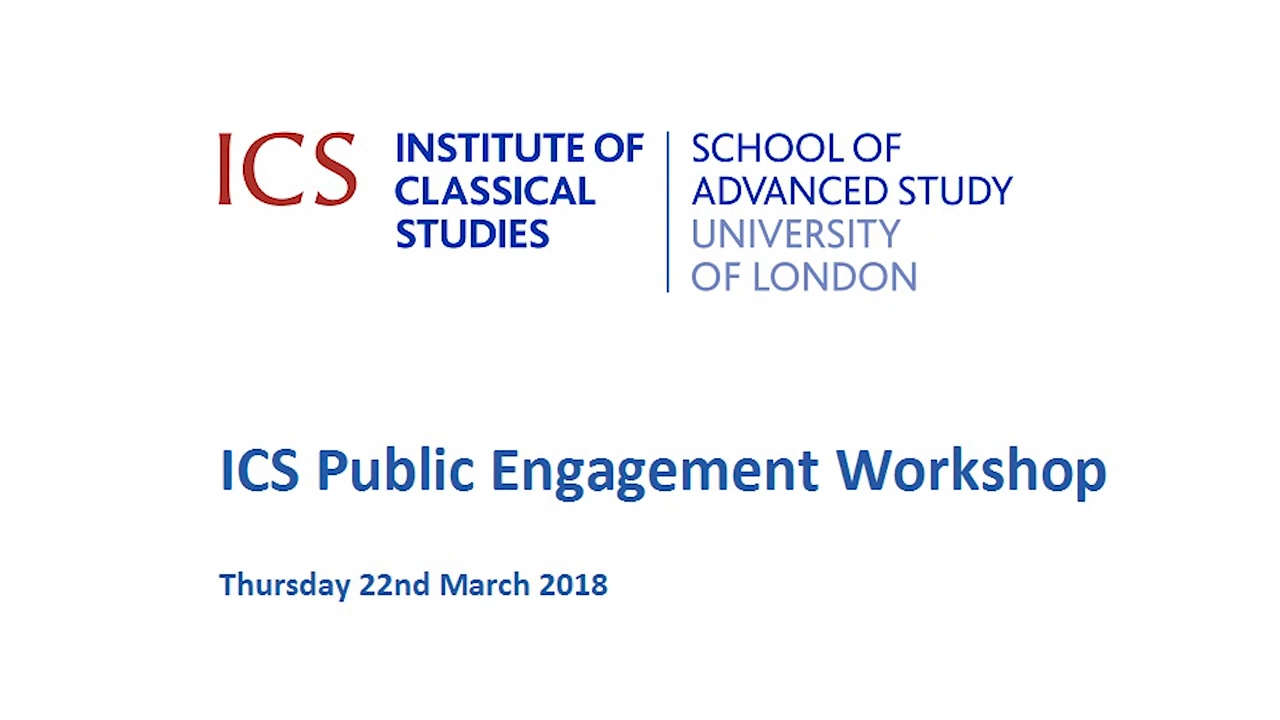 ICS
INSTITUTE OF
CLASSICAL
STUDIES
SCHOOL OF
ADVANCED STUDY
UNIVERSITY
OF LONDON
ICS Public Engagement Workshop
Thursday 22nd March 2018